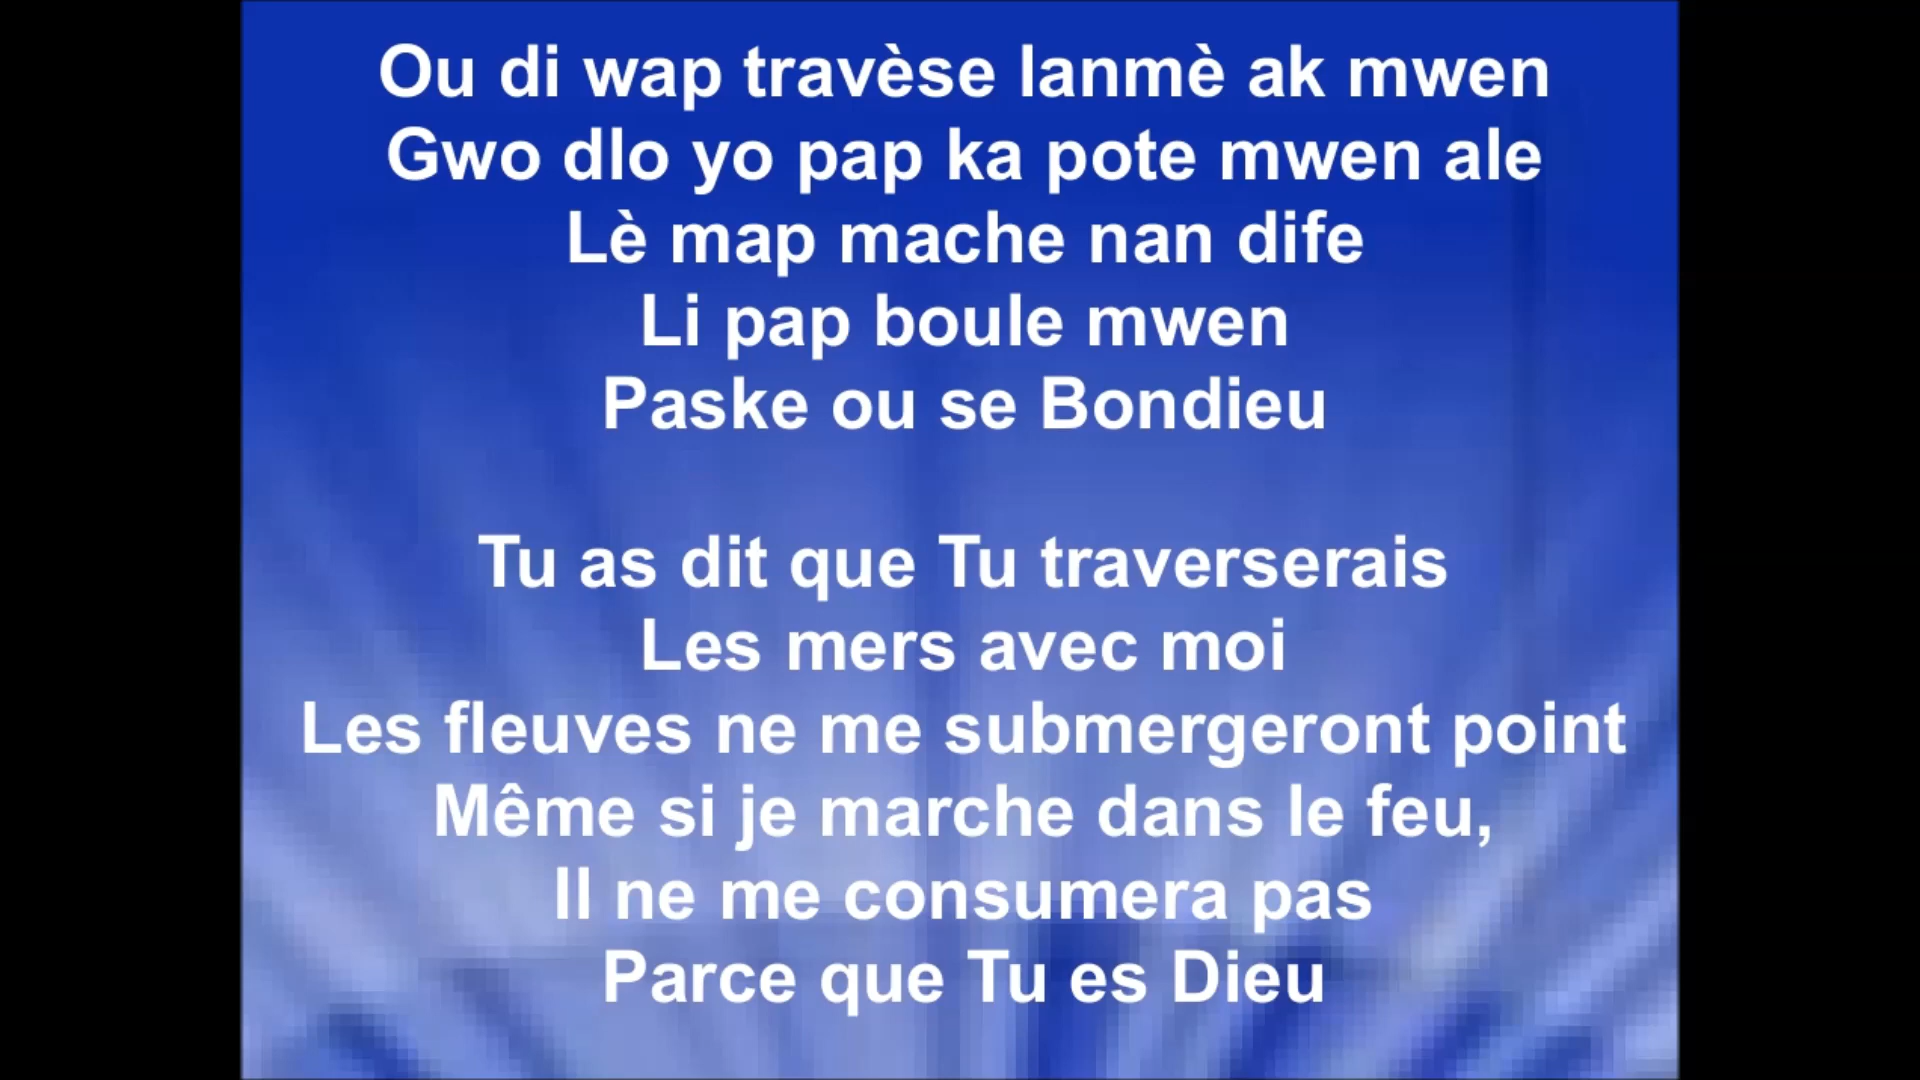 Ou di wap travèse lanmè ak mwen
Gwo dlo yo pap ka pote mwen ale
Lè map mache nan dife
Li pap boule mwen
Paske ou se Bondieu
Tu as dit que Tu traverserais
Les mers avec moi
Les fleuves ne me submergeront point
Même si je marche dans le feu,
Il ne me consumera pas
Parce que Tu es Dieu